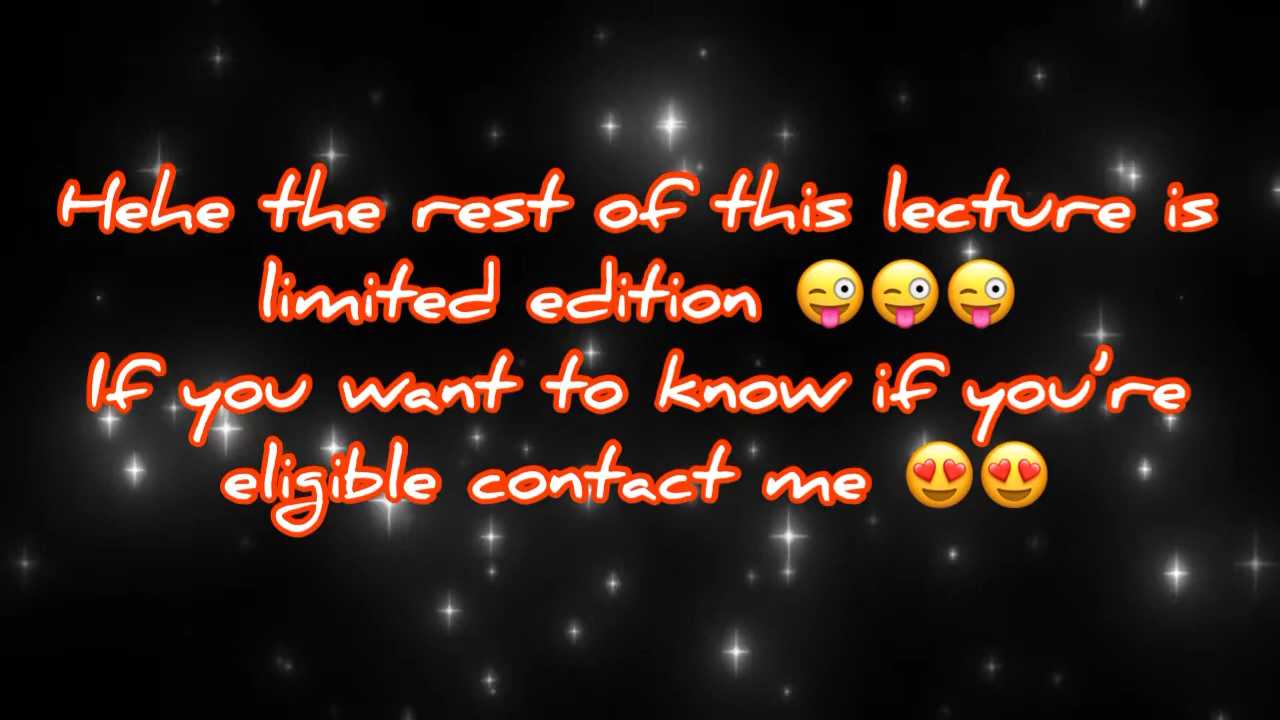 Hehe the rest of this lecture is
limited edition 😜😜😜
If you want to know if you're
eligible contact me 😍😍